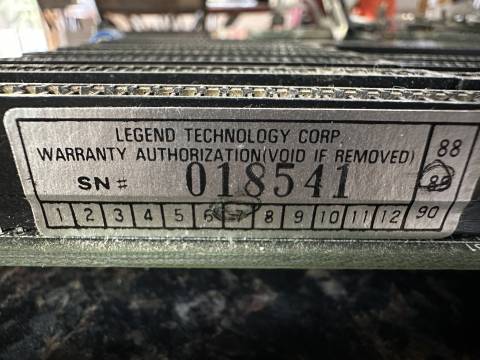 LEGEND TECHNOLOGY CORP.
WARRANTY AUTHORIZATION(VOID IF REMOVED)
SN# 018541
1 2 3 4 5 6 7 8 9 10 11 12
88
89
90